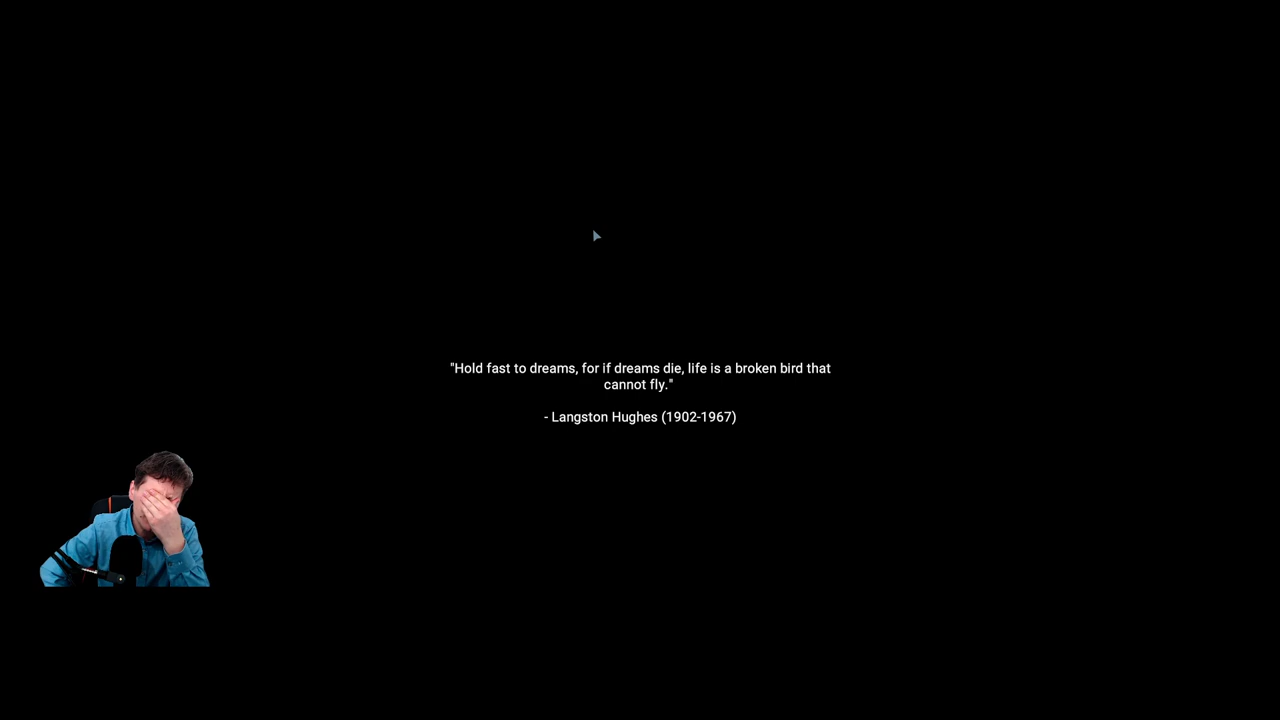 "Hold fast to dreams, for if dreams die, life is a broken bird that
cannot fly."
- Langston Hughes (1902-1967)